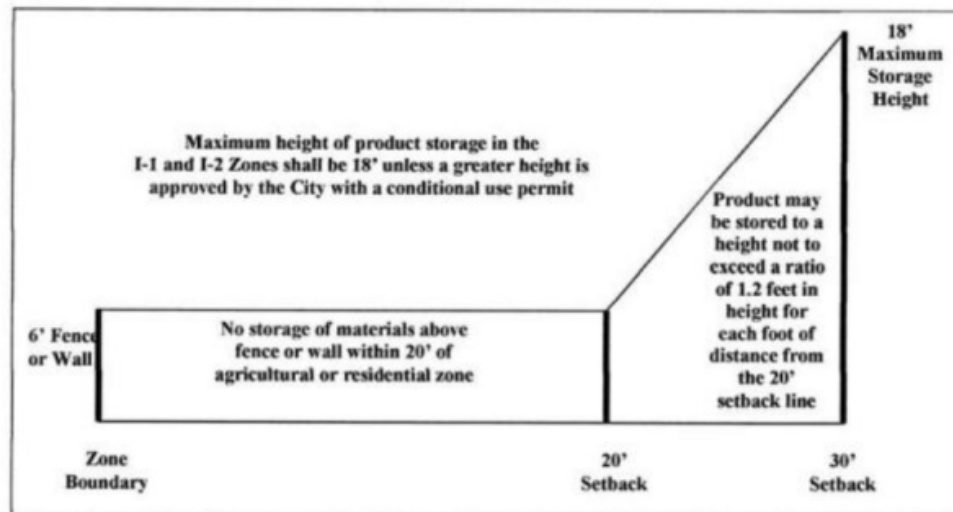 18’
Maximum
Storage
Height
Maximum height of product storage in the
I-1 and I-2 Zones shall be 18’ unless a greater height is
approved by the City with a conditional use permit
Product may
be stored to a
height not to
exceed a ratio
of 1.2 feet in
height for
each foot of
distance from
the 20’
setback line
6’ Fence
or Wall
No storage of materials above
fence or wall within 20’ of
agricultural or residential zone
Zone
Boundary
20’
Setback
30’
Setback